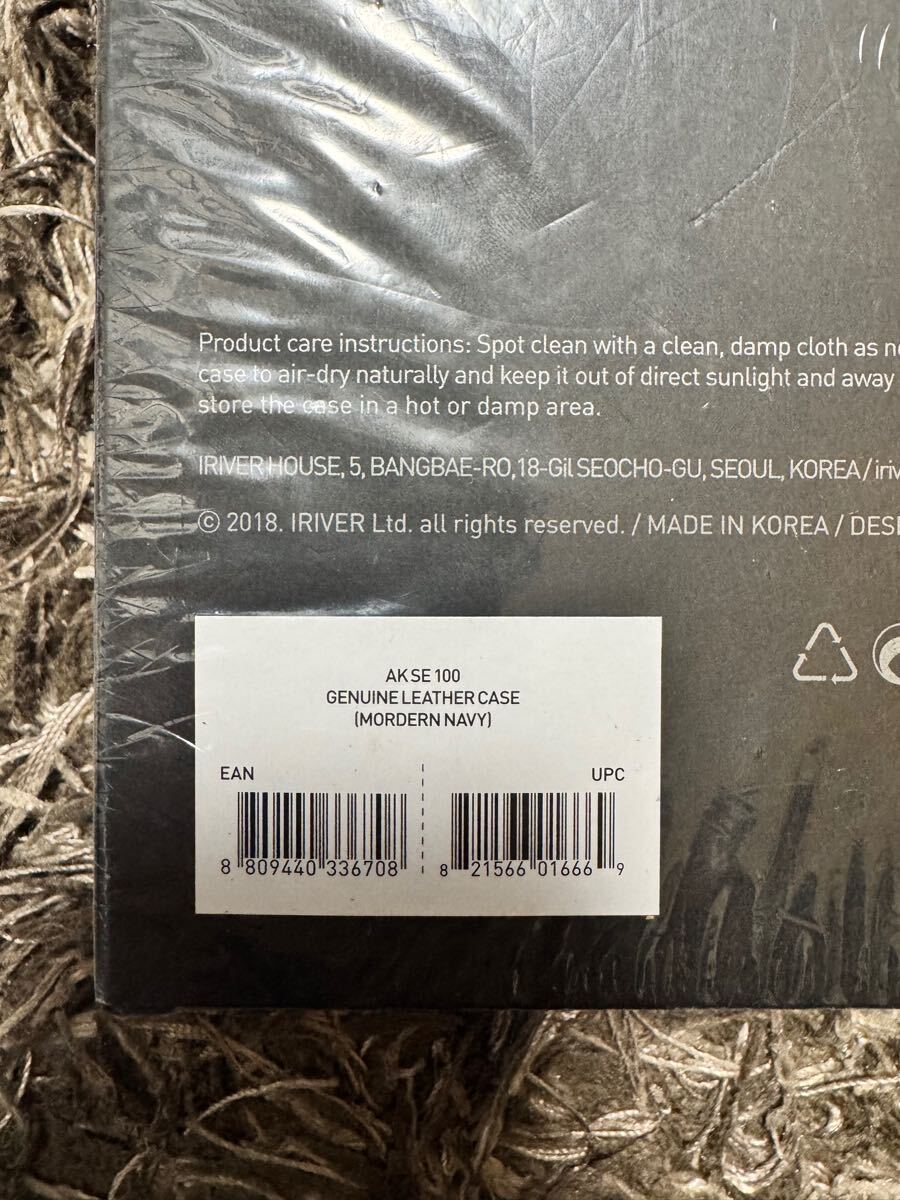 Product care instructions: Spot clean with a clean, damp cloth as
case to air-dry naturally and keep it out of direct sunlight and away
store the case in a hot or damp area.
IRIVER HOUSE, 5, BANGBAE-RO,18-Gil SEOCHO-GU, SEOUL, KOREA/
© 2018. IRIVER Ltd. all rights reserved. / MADE IN KOREA /
AK SE 100
GENUINE LEATHER CASE
(MORDERN NAVY)
EAN
UPC
8 809440 336708
8 21566 01666 9